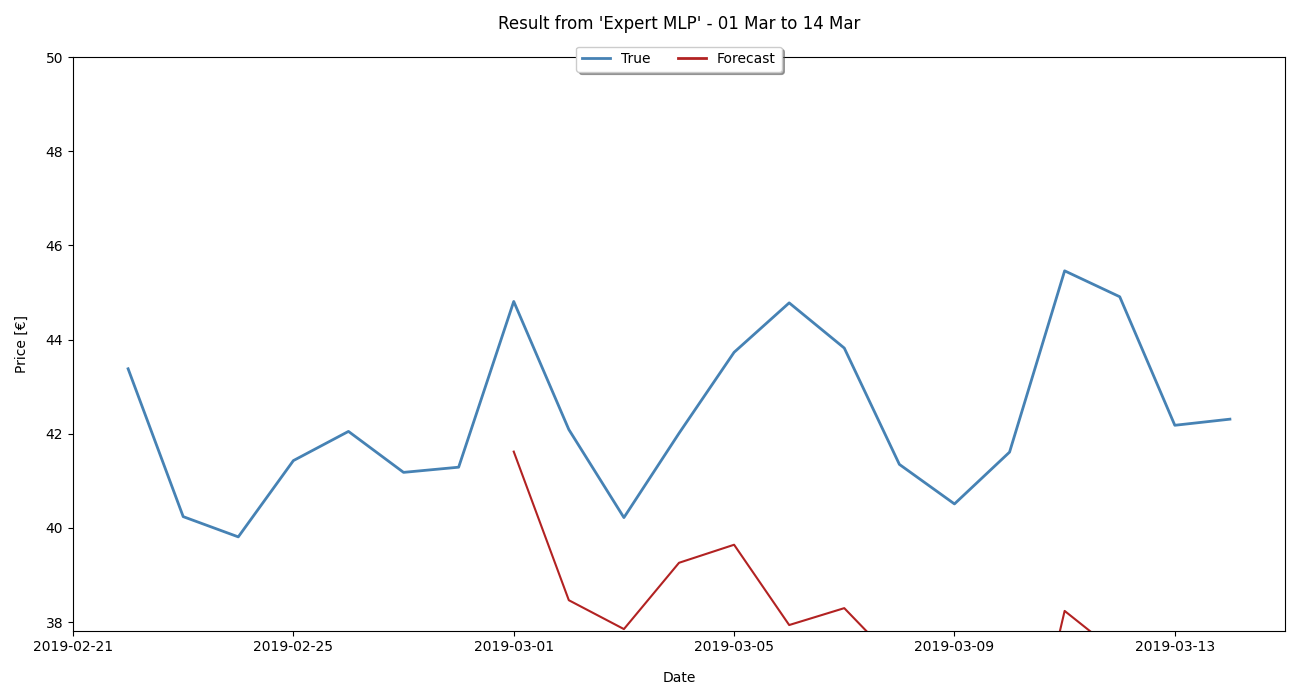 Result from 'Expert MLP' - 01 Mar to 14 Mar
True Forecast
50
48
46
44
42
40
38
Price [€]
2019-02-21 2019-02-25 2019-03-01 2019-03-05 2019-03-09 2019-03-13
Date